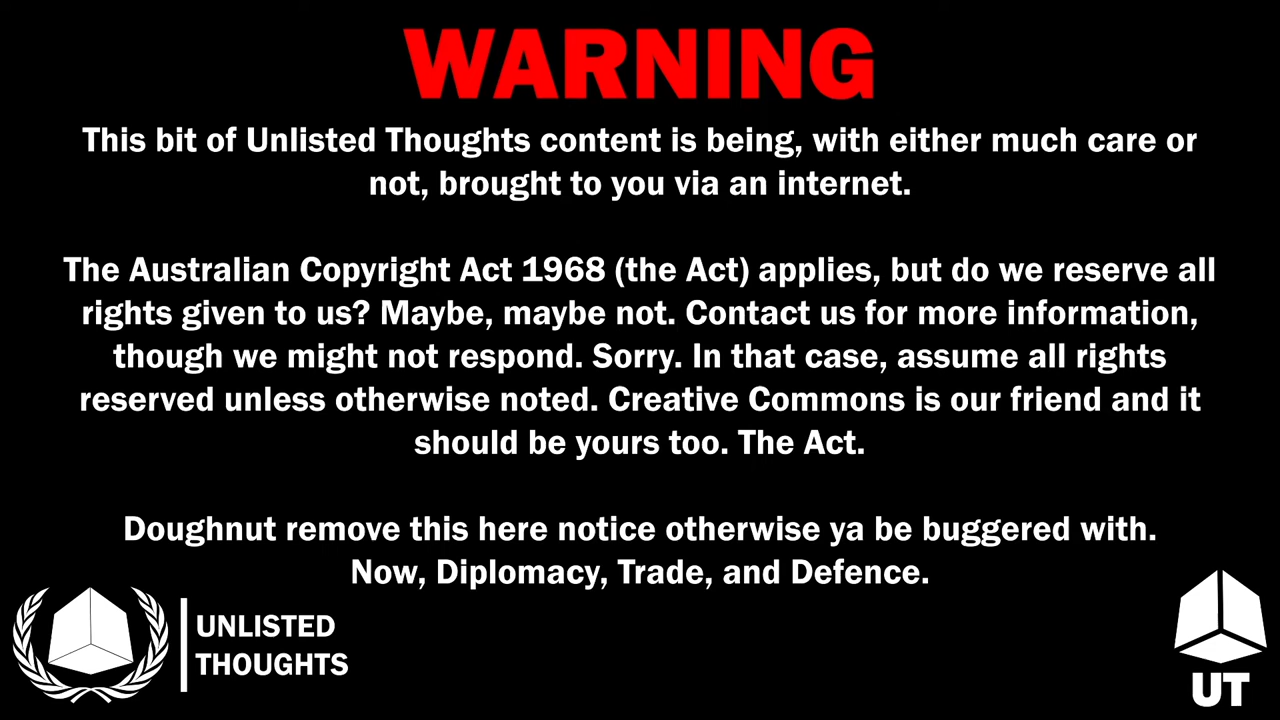 WARNING
This bit of Unlisted Thoughts content is being, with either much care or
not, brought to you via an internet.
The Australian Copyright Act 1968 (the Act) applies, but do we reserve all
rights given to us? Maybe, maybe not. Contact us for more information,
though we might not respond. Sorry. In that case, assume all rights
reserved unless otherwise noted. Creative Commons is our friend and it
should be yours too. The Act.
Doughnut remove this here notice otherwise ya be buggered with.
Now, Diplomacy, Trade, and Defence.
UNLISTED
THOUGHTS
UT